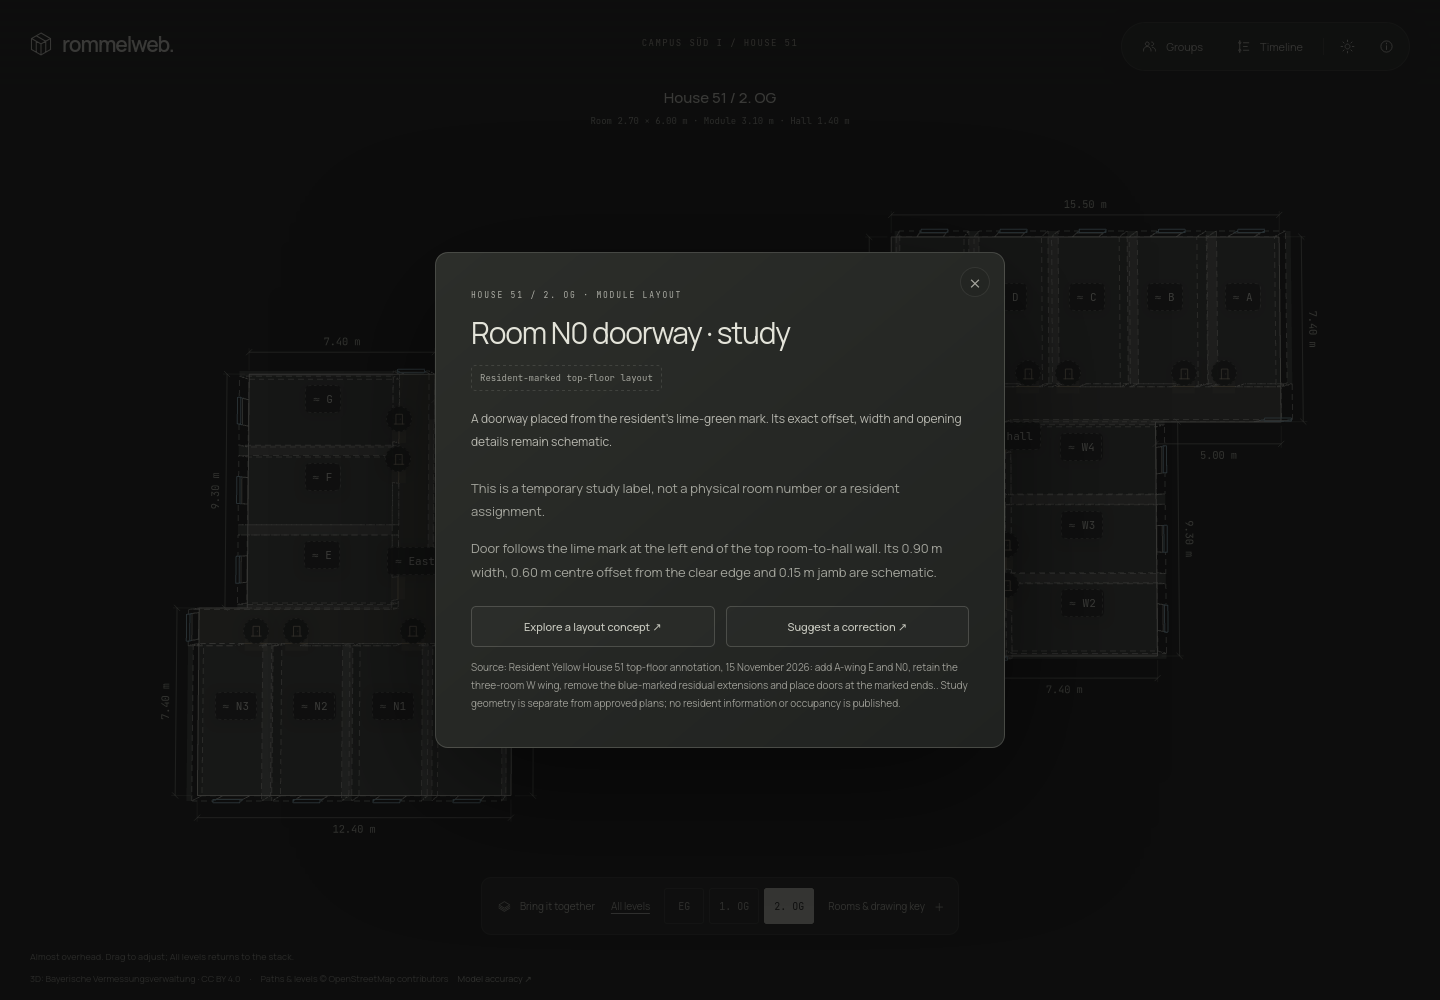 rommelweb.
CAMPUS SÜD I / HOUSE 51
Groups
Timeline
House 51 / 2. OG
Room 2.70 × 6.00 m · Module 3.10 m · Hall 1.40 m
15.50 m
D
≈ C
≈ B
≈ A
7.40 m
7.40 m
≈ G
≈ F
≈ E
9.30 m
≈ East
hall
≈ W4
≈ W3
≈ W2
5.00 m
9.30 m
7.40 m
≈ N3
≈ N2
≈ N1
7.40 m
12.40 m
HOUSE 51 / 2. OG · MODULE LAYOUT
Room N0 doorway · study
Resident-marked top-floor layout
A doorway placed from the resident's lime-green mark. Its exact offset, width and opening
details remain schematic.
This is a temporary study label, not a physical room number or a resident
assignment.
Door follows the lime mark at the left end of the top room-to-hall wall. Its 0.90 m
width, 0.60 m centre offset from the clear edge and 0.15 m jamb are schematic.
Explore a layout concept ↗
Suggest a correction ↗
Source: Resident Yellow House 51 top-floor annotation, 15 November 2026: add A-wing E and N0, retain the
three-room W wing, remove the blue-marked residual extensions and place doors at the marked ends.. Study
geometry is separate from approved plans; no resident information or occupancy is published.
Bring it together
All levels
EG
1. OG
2. OG
Rooms & drawing key +
Almost overhead. Drag to adjust. All levels returns to the stack.
3D: Bayerische Vermessungsverwaltung · CC BY 4.0
Paths & levels © OpenStreetMap contributors
Model accuracy ↗